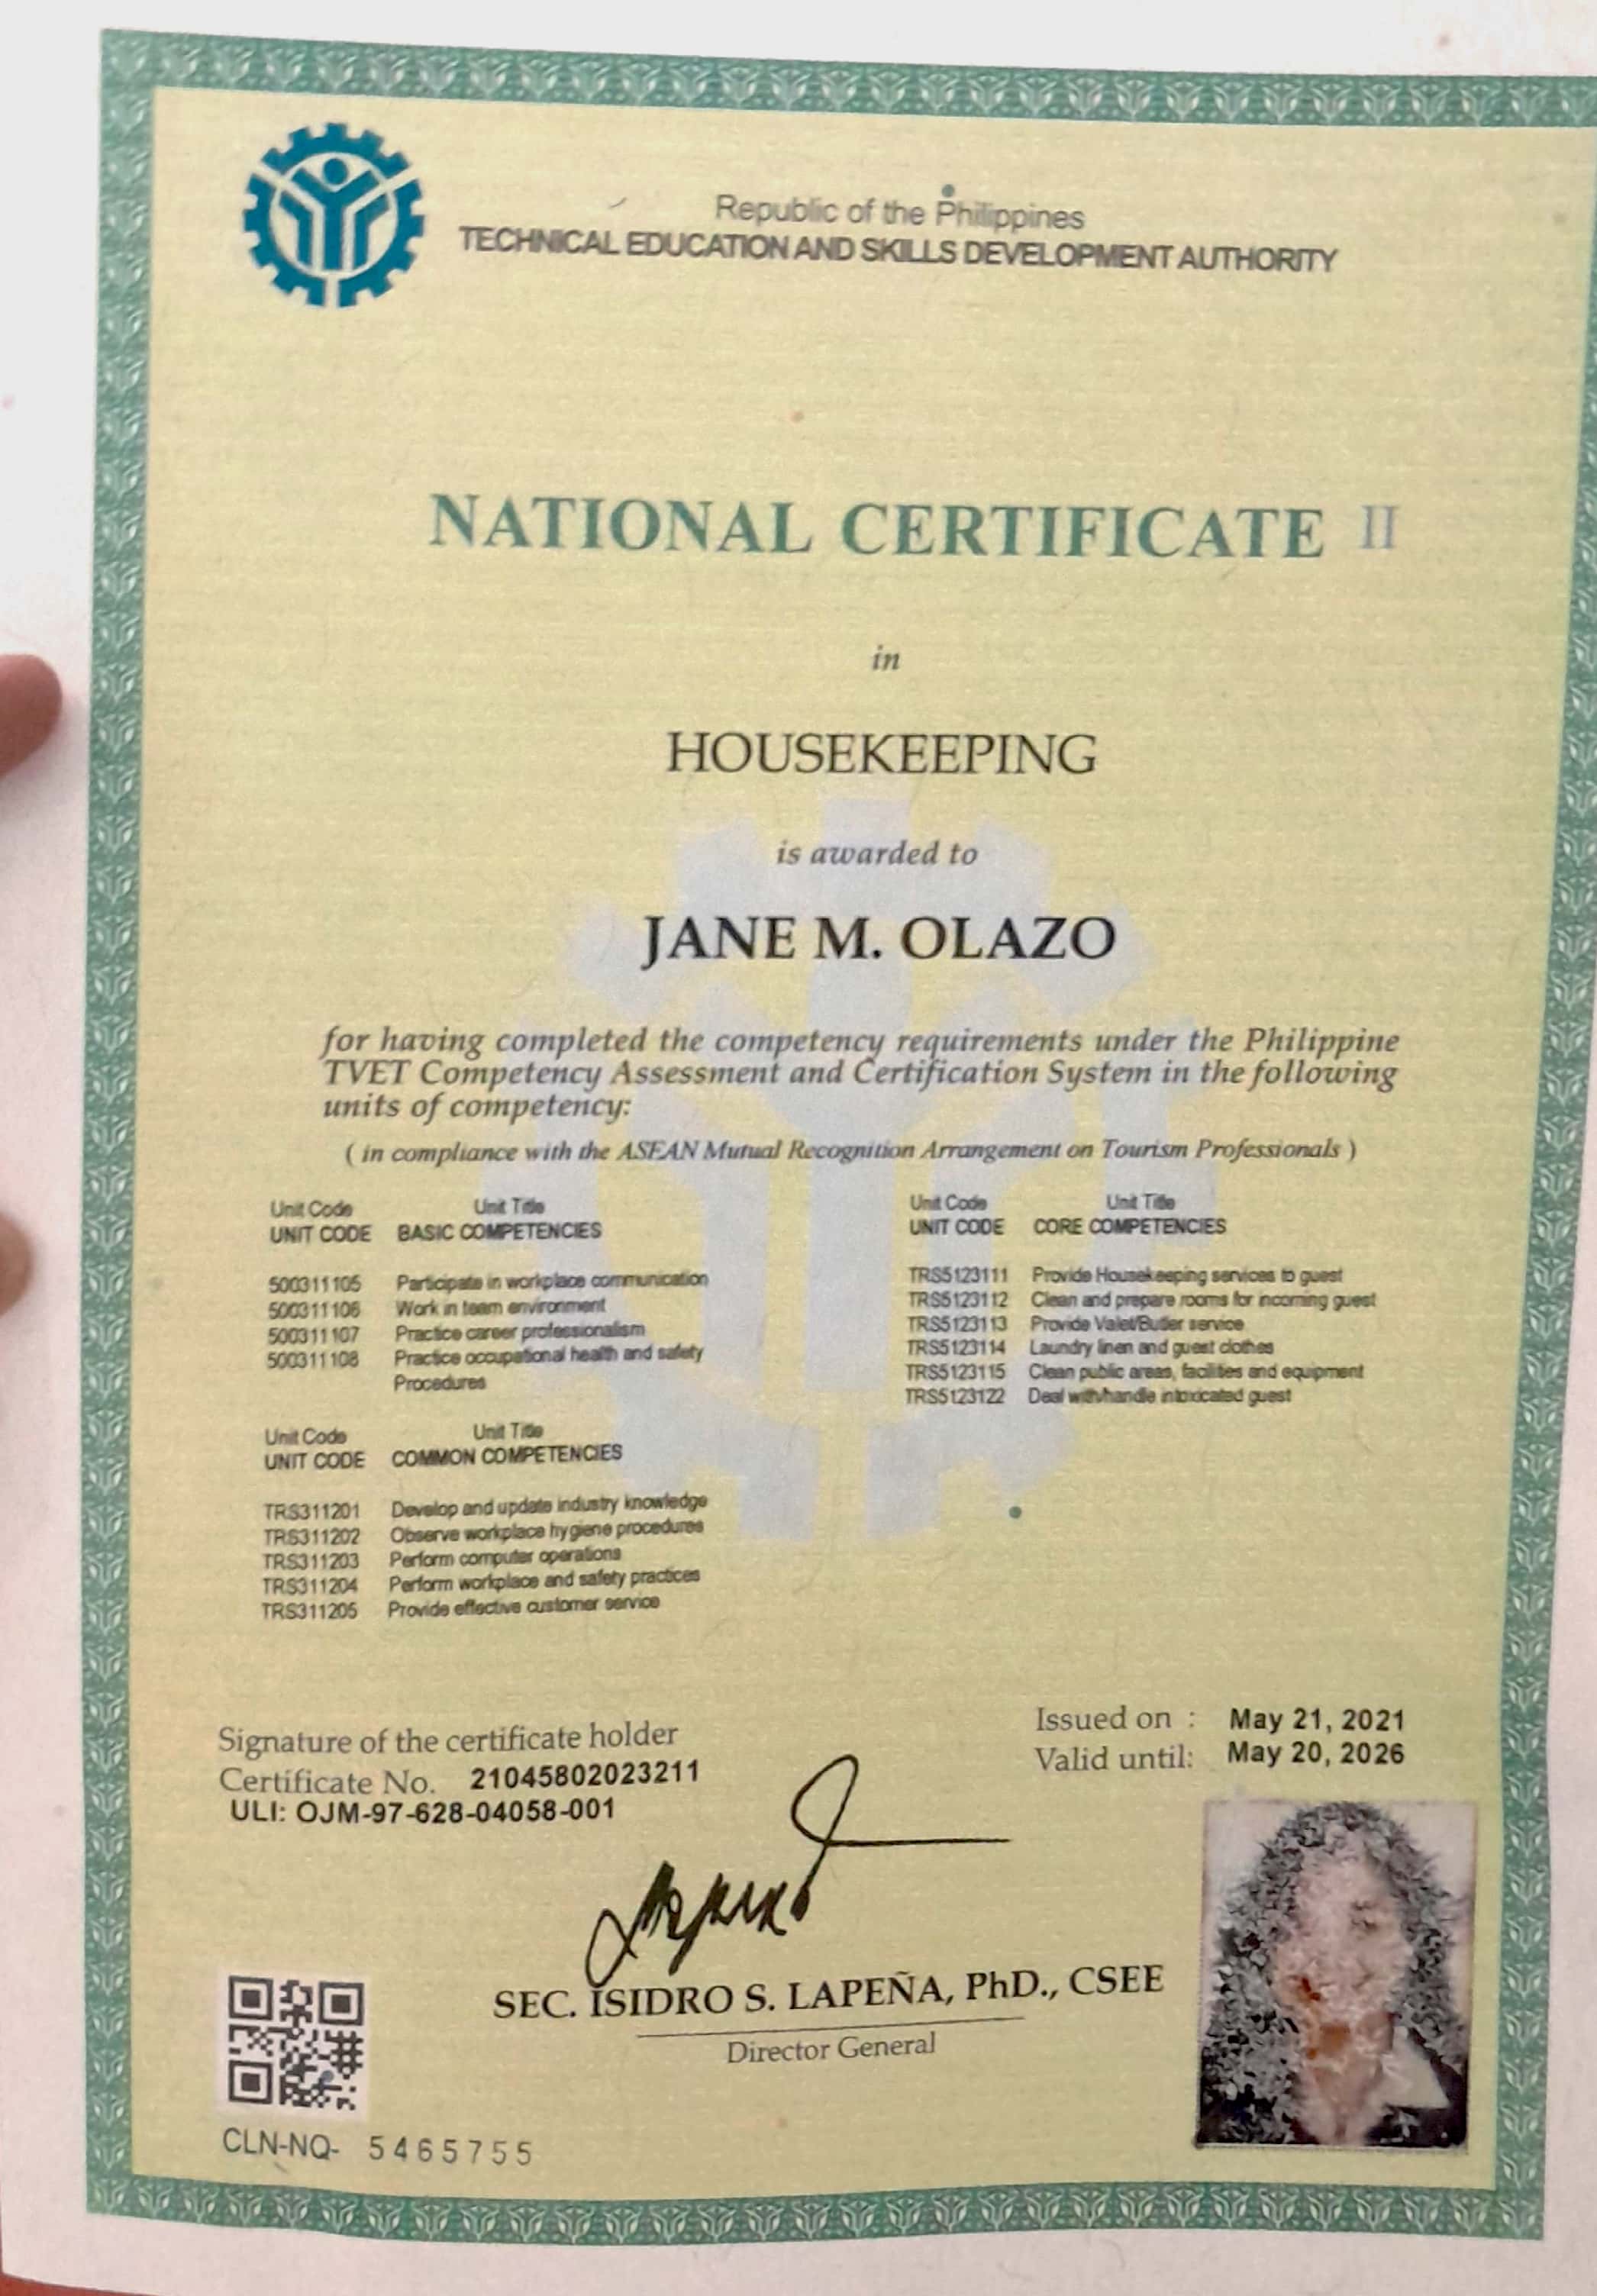 Republic of the Philippines
TECHNICAL EDUCATION AND SKILLS DEVELOPMENT AUTHORITY
NATIONAL CERTIFICATE II
in
HOUSEKEEPING
is awarded to
JANE M. OLAZO
for having completed the competency requirements under the Philippine
TVET Competency Assessment and Certification System in the following
units of competency:
( in compliance with the ASEAN Mutual Recognition Arrangement on Tourism Professionals )
Unit Code Unit Title
UNIT CODE BASIC COMPETENCIES
500311105 Participate in workplace communication
500311106 Work in team environment
500311107 Practice career professionalism
500311108 Practice occupational health and safety
Procedures
Unit Code Unit Title
UNIT CODE COMMON COMPETENCIES
TRS311201 Develop and update industry knowledge
TRS311202 Observe workplace hygiene procedures
TRS311203 Perform computer operations
TRS311204 Perform workplace and safety practices
TRS311205 Provide effective customer service
Unit Code Unit Title
UNIT CODE CORE COMPETENCIES
TRS5123111 Provide Housekeeping services to guest
TRS5123112 Clean and prepare rooms for incoming guest
TRS5123113 Provide Valet/Butler service
TRS5123114 Laundry linen and guest clothes
TRS5123115 Clean public areas, facilities and equipment
TRS5123122 Deal with/handle intoxicated guest
Signature of the certificate holder
Certificate No. 21045802023211
ULI: OJM-97-628-04058-001
Issued on : May 21, 2021
Valid until: May 20, 2026
SEC. ISIDRO S. LAPEÑA, PhD., CSEE
Director General
CLN-NQ- 5465755